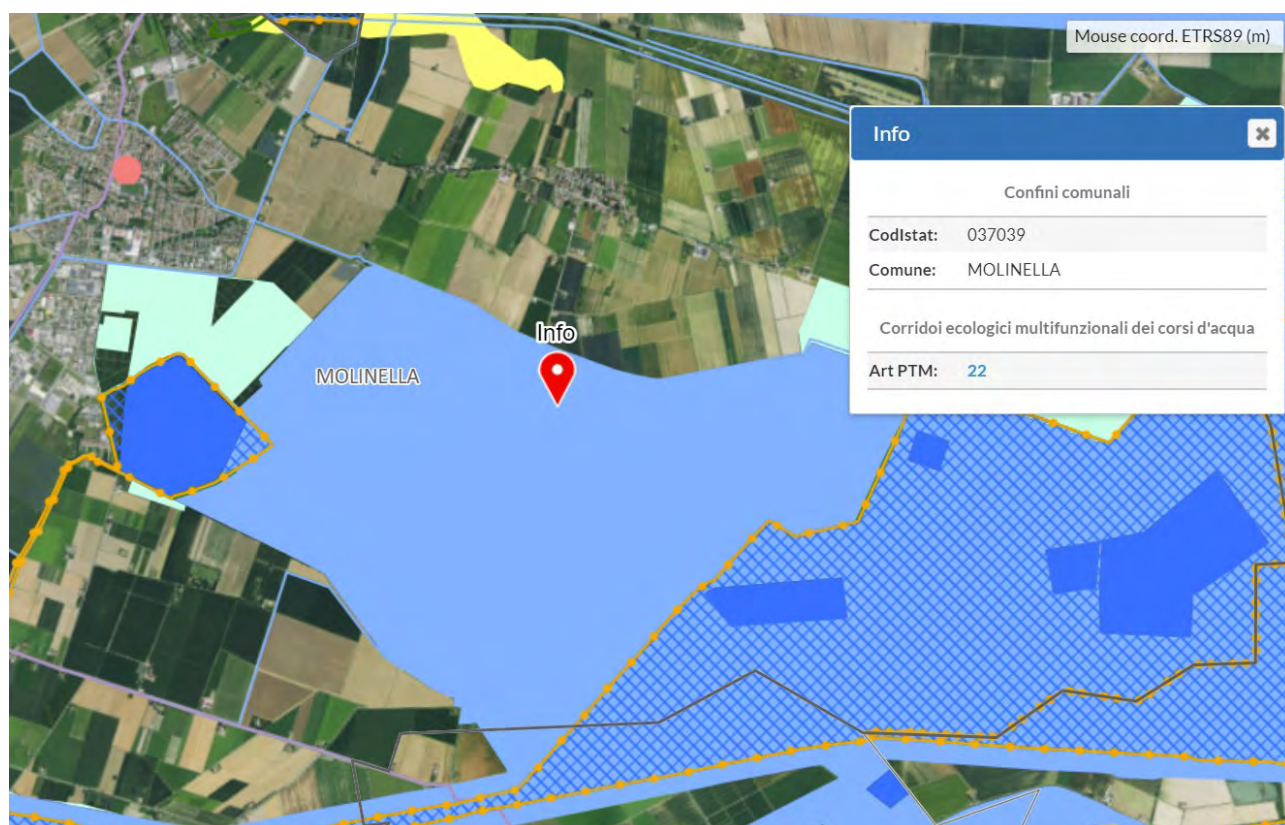 Mouse coord. ETRS89 (m)
Info
Confini comunali
CodIstat: 037039
Comune: MOLINELLA
Corridoi ecologici multifunzionali dei corsi d'acqua
Art PTM: 22
Info
MOLINELLA